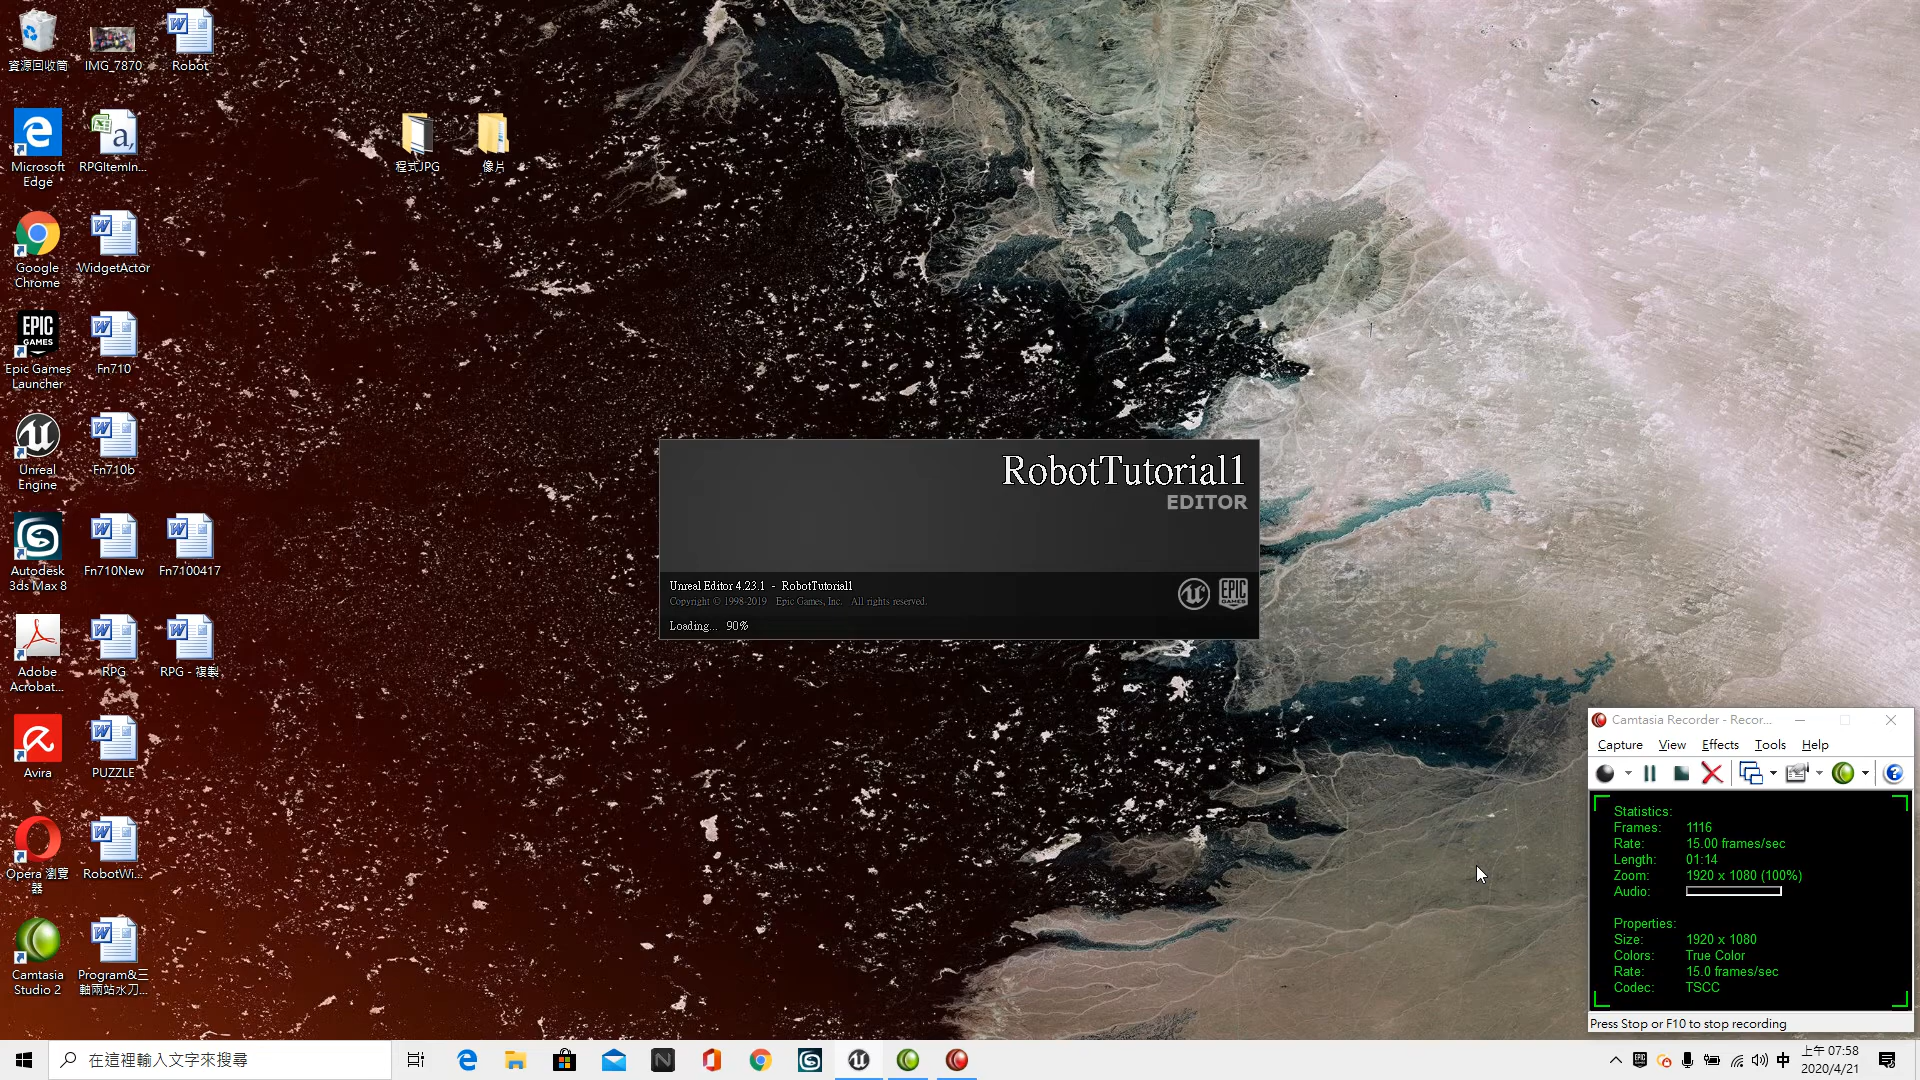 資源回收筒
IMG_7870
Robot
Microsoft
Edge
RPGItemIn...
程式JPG
像片
Google
Chrome
WidgetActor
EPIC
GAMES
Epic Games
Launcher
Fn710
Unreal
Engine
Fn710b
Autodesk
3ds Max 8
Fn710New
Fn7100417
Adobe
Acrobat...
RPG
RPG - 複製
Avira
PUZZLE
Opera 瀏覽
器
RobotWi...
Camtasia
Studio 2
Program&三
軸兩站水刀...
RobotTutorial1
EDITOR
Unreal Editor 4.23.1 - RobotTutorial1
Copyright © 1998-2019 Epic Games, Inc. All rights reserved.
EPIC
GAMES
Loading... 90%
Camtasia Recorder - Recor...
Capture View Effects Tools Help
Statistics:
Frames: 1116
Rate: 15.00 frames/sec
Length: 01:14
Zoom: 1920 x 1080 (100%)
Audio:
Properties:
Size: 1920 x 1080
Colors: True Color
Rate: 15.0 frames/sec
Codec: TSCC
Press Stop or F10 to stop recording
在這裡輸入文字來搜尋
中
上午 07:58
2020/4/21